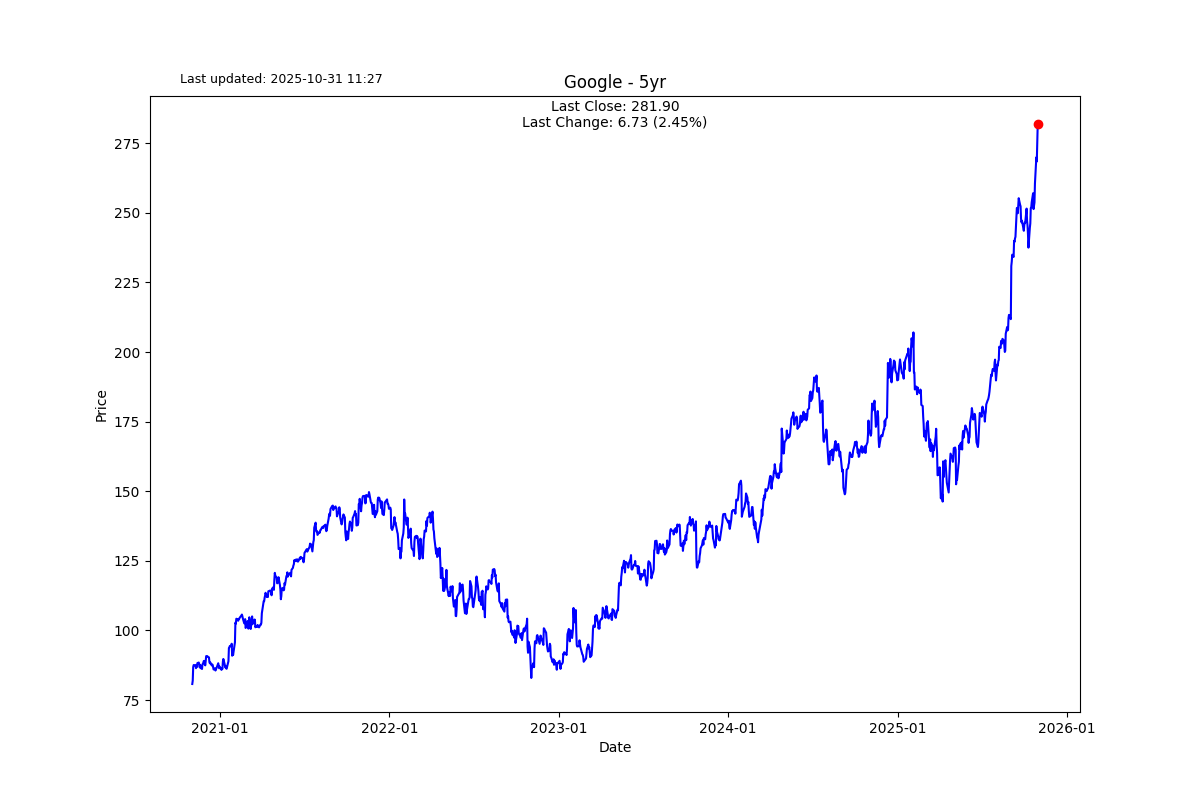 Last updated: 2025-10-31 11:27
Google - 5yr
Last Close: 281.90
Last Change: 6.73 (2.45%)
275
250
225
200
175
150
125
100
75
Price
2021-01 2022-01 2023-01 2024-01 2025-01 2026-01
Date